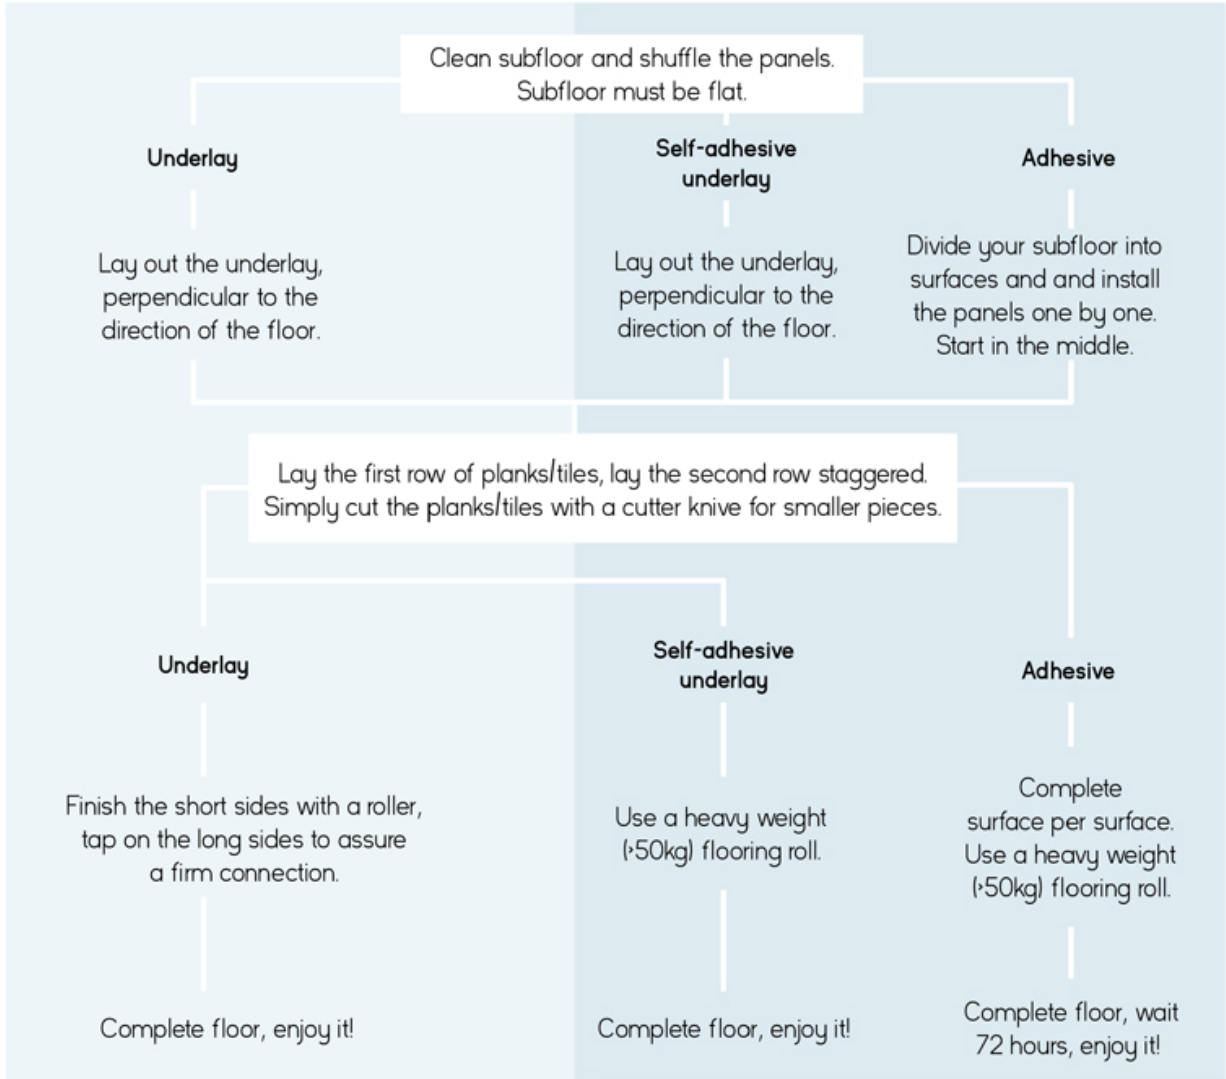 Clean subfloor and shuffle the panels.
Subfloor must be flat.
Underlay
Lay out the underlay,
perpendicular to the
direction of the floor.
Self-adhesive
underlay
Lay out the underlay,
perpendicular to the
direction of the floor.
Adhesive
Divide your subfloor into
surfaces and and install
the panels one by one.
Start in the middle.
Lay the first row of planks/tiles, lay the second row staggered.
Simply cut the planks/tiles with a cutter knive for smaller pieces.
Underlay
Finish the short sides with a roller,
tap on the long sides to assure
a firm connection.
Complete floor, enjoy it!
Self-adhesive
underlay
Use a heavy weight
(>50kg) flooring roll.
Complete floor, enjoy it!
Adhesive
Complete
surface per surface.
Use a heavy weight
(>50kg) flooring roll.
Complete floor, wait
72 hours, enjoy it!